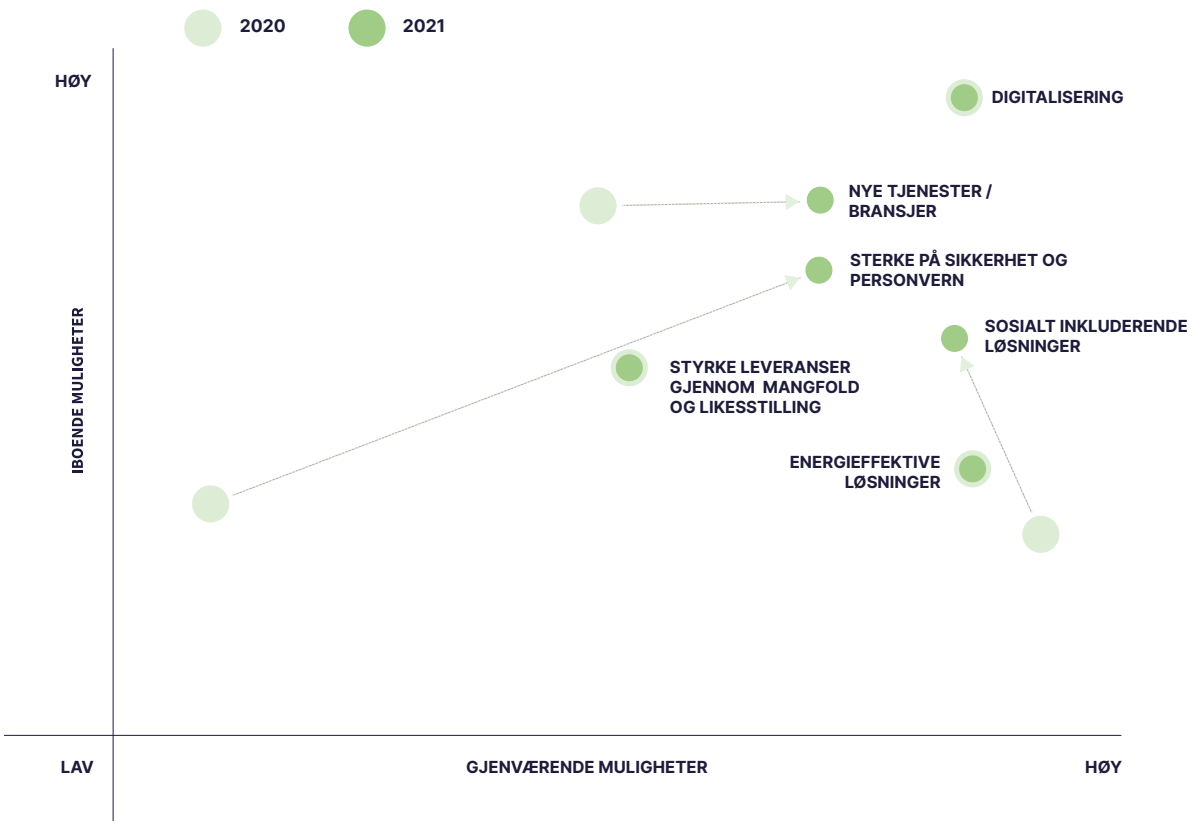 2020
2021
HØY
DIGITALISERING
NYE TJENESTER /
BRANSJER
STERKE PÅ SIKKERHET OG
PERSONVERN
SOSIALT INKLUDERENDE
LØSNINGER
STYRKE LEVERANSER
GJENNOM MANGFOLD
OG LIKESSTILLING
IBOENDE MULIGHETER
ENERGIEFFEKTIVE
LØSNINGER
LAV
GJENVÆRENDE MULIGHETER
HØY